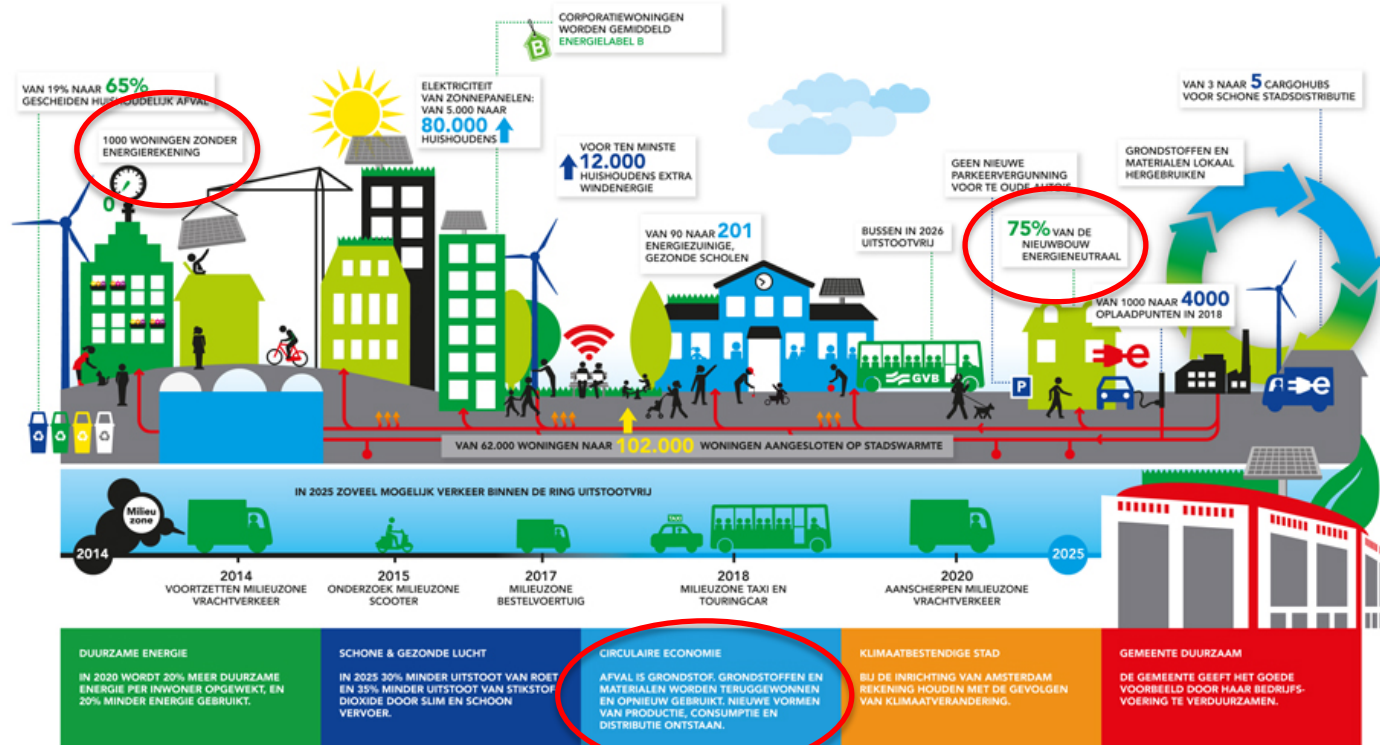 CORPORATIEWONINGEN
WORDEN GEMIDDELD
ENERGIELABEL B
B
VAN 19% NAAR 65%
GESCHEIDEN HUISHOUDELIJK AFVAL
1000 WONINGEN ZONDER
ENERGIEREKENING
0
ELEKTRICITEIT
VAN ZONNEPANELEN:
VAN 5.000 NAAR
80.000
HUISHOUDENS
VOOR TEN MINSTE
12.000
HUISHOUDENS EXTRA
WINDENERGIE
VAN 90 NAAR 201
ENERGIEZUINIGE,
GEZONDE SCHOLEN
BUSSEN IN 2026
UITSTOOTVRIJ
GEEN NIEUWE
PARKEERVERGUNNING
VOOR TE OUDE AUTO'S
75% VAN DE
NIEUWBOUW
ENERGIENEUTRAAL
VAN 3 NAAR 5 CARGOHUBS
VOOR SCHONE STADSDISTRIBUTIE
GRONDSTOFFEN EN
MATERIALEN LOKAAL
HERGEBRUIKEN
VAN 1000 NAAR 4000
OPLAADPUNTEN IN 2018
GVB
P
e
e
VAN 62.000 WONINGEN NAAR 102.000 WONINGEN AANGESLOTEN OP STADSWARMTE
IN 2025 ZOVEEL MOGELIJK VERKEER BINNEN DE RING UITSTOOTVRIJ
Milieu
zone
TAXI
2014
2025
2014
VOORTZETTEN MILIEUZONE
VRACHTVERKEER
2015
ONDERZOEK MILIEUZONE
SCOOTER
2017
MILIEUZONE
BESTELVOERTUIG
2018
MILIEUZONE TAXI EN
TOURINGCAR
2020
AANSCHERPEN MILIEUZONE
VRACHTVERKEER
DUURZAME ENERGIE
IN 2020 WORDT 20% MEER DUURZAME
ENERGIE PER INWONER OPGEWEKT, EN
20% MINDER ENERGIE GEBRUIKT.
SCHONE & GEZONDE LUCHT
IN 2025 30% MINDER UITSTOOT VAN ROET
EN 35% MINDER UITSTOOT VAN STIKSTOF
DIOXIDE DOOR SLIM EN SCHOON
VERVOER.
CIRCULAIRE ECONOMIE
AFVAL IS GRONDSTOF. GRONDSTOFFEN EN
MATERIALEN WORDEN TERUGGEWONNEN
EN OPNIEUW GEBRUIKT. NIEUWE VORMEN
VAN PRODUCTIE, CONSUMPTIE EN
DISTRIBUTIE ONTSTAAN.
KLIMAATBESTENDIGE STAD
BIJ DE INRICHTING VAN AMSTERDAM
REKENING HOUDEN MET DE GEVOLGEN
VAN KLIMAATVERANDERING.
GEMEENTE DUURZAAM
DE GEMEENTE GEEFT HET GOEDE
VOORBEELD DOOR HAAR BEDRIJFS-
VOERING TE VERDUURZAMEN.